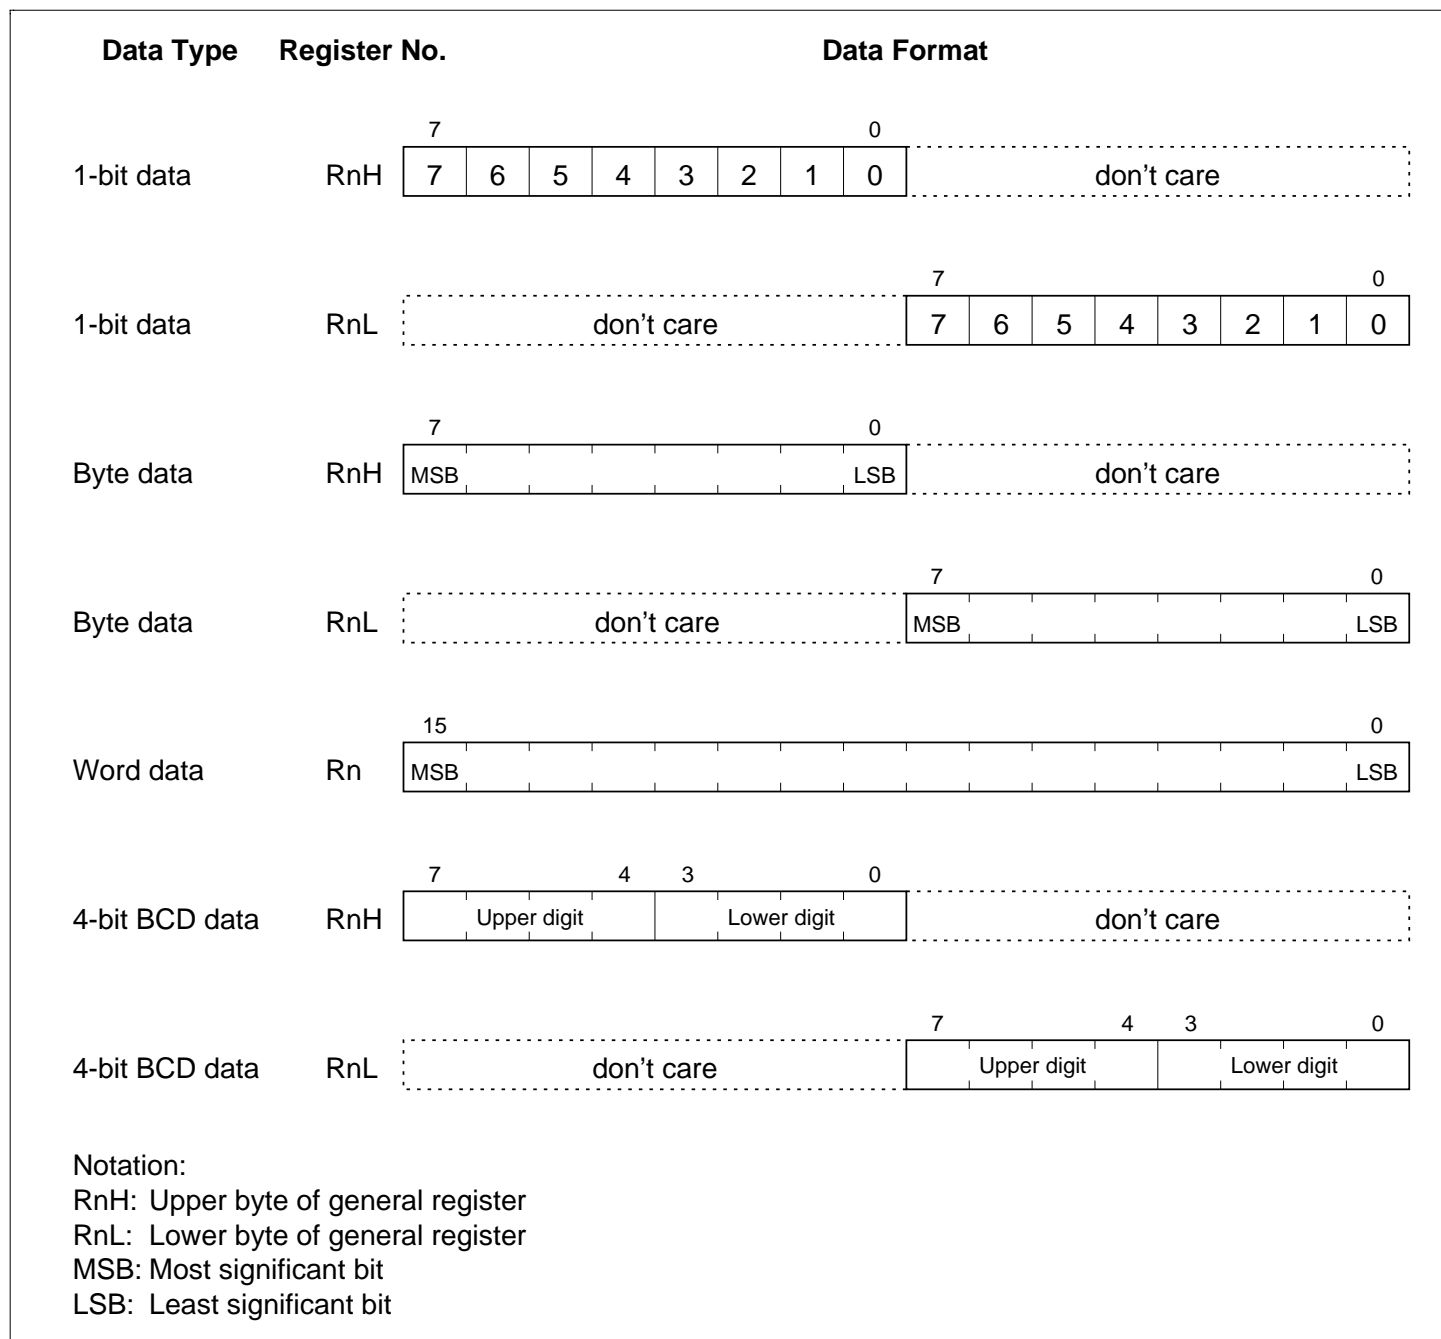 Data Type Register No. Data Format
7 0
1-bit data RnH 7 6 5 4 3 2 1 0 don't care
7 0
1-bit data RnL don't care 7 6 5 4 3 2 1 0
7 0
Byte data RnH MSB LSB don't care
7 0
Byte data RnL don't care MSB LSB
15 0
Word data Rn MSB LSB
7 4 3 0
4-bit BCD data RnH Upper digit Lower digit don't care
7 4 3 0
4-bit BCD data RnL don't care Upper digit Lower digit
Notation:
RnH: Upper byte of general register
RnL: Lower byte of general register
MSB: Most significant bit
LSB: Least significant bit